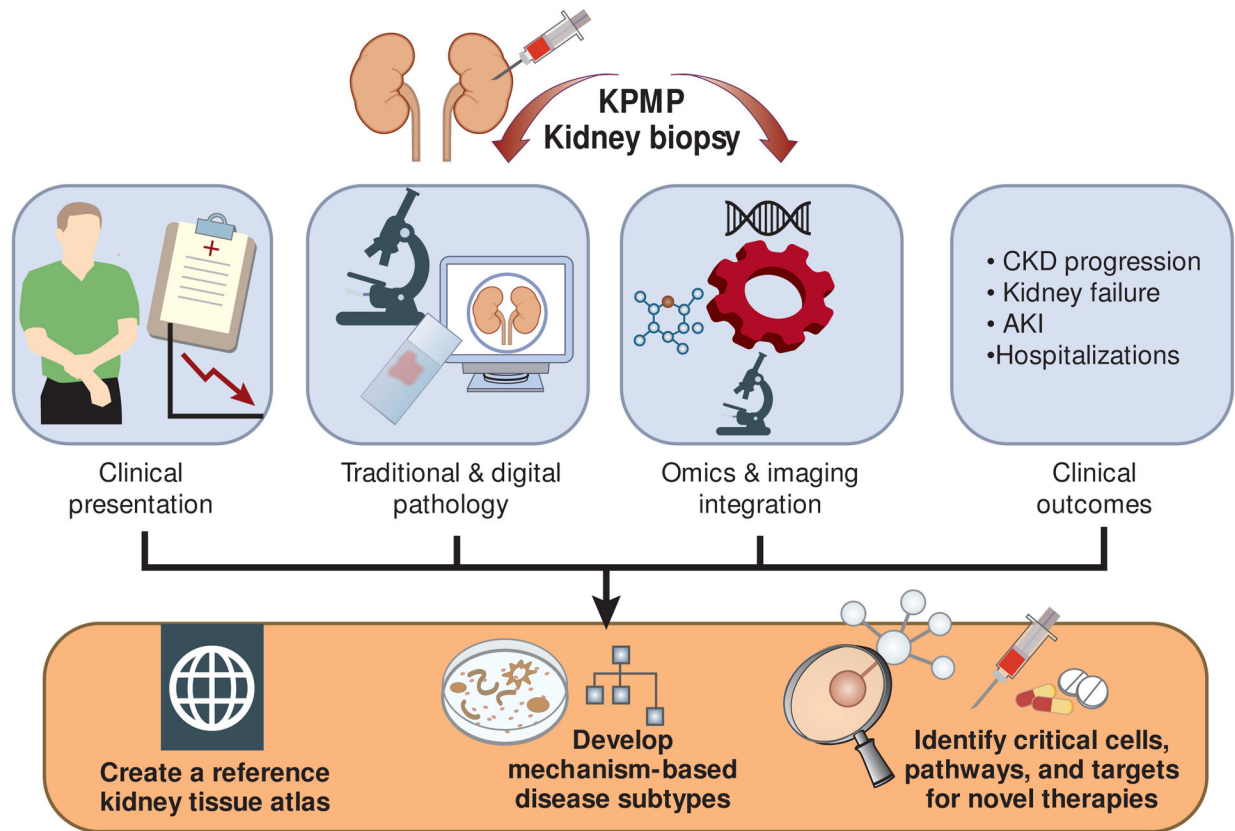 KPMP
Kidney biopsy
• CKD progression
• Kidney failure
• AKI
•Hospitalizations
Clinical
presentation
Traditional & digital
pathology
Omics & imaging
integration
Clinical
outcomes
Create a reference
kidney tissue atlas
Develop
mechanism-based
disease subtypes
Identify critical cells,
pathways, and targets
for novel therapies